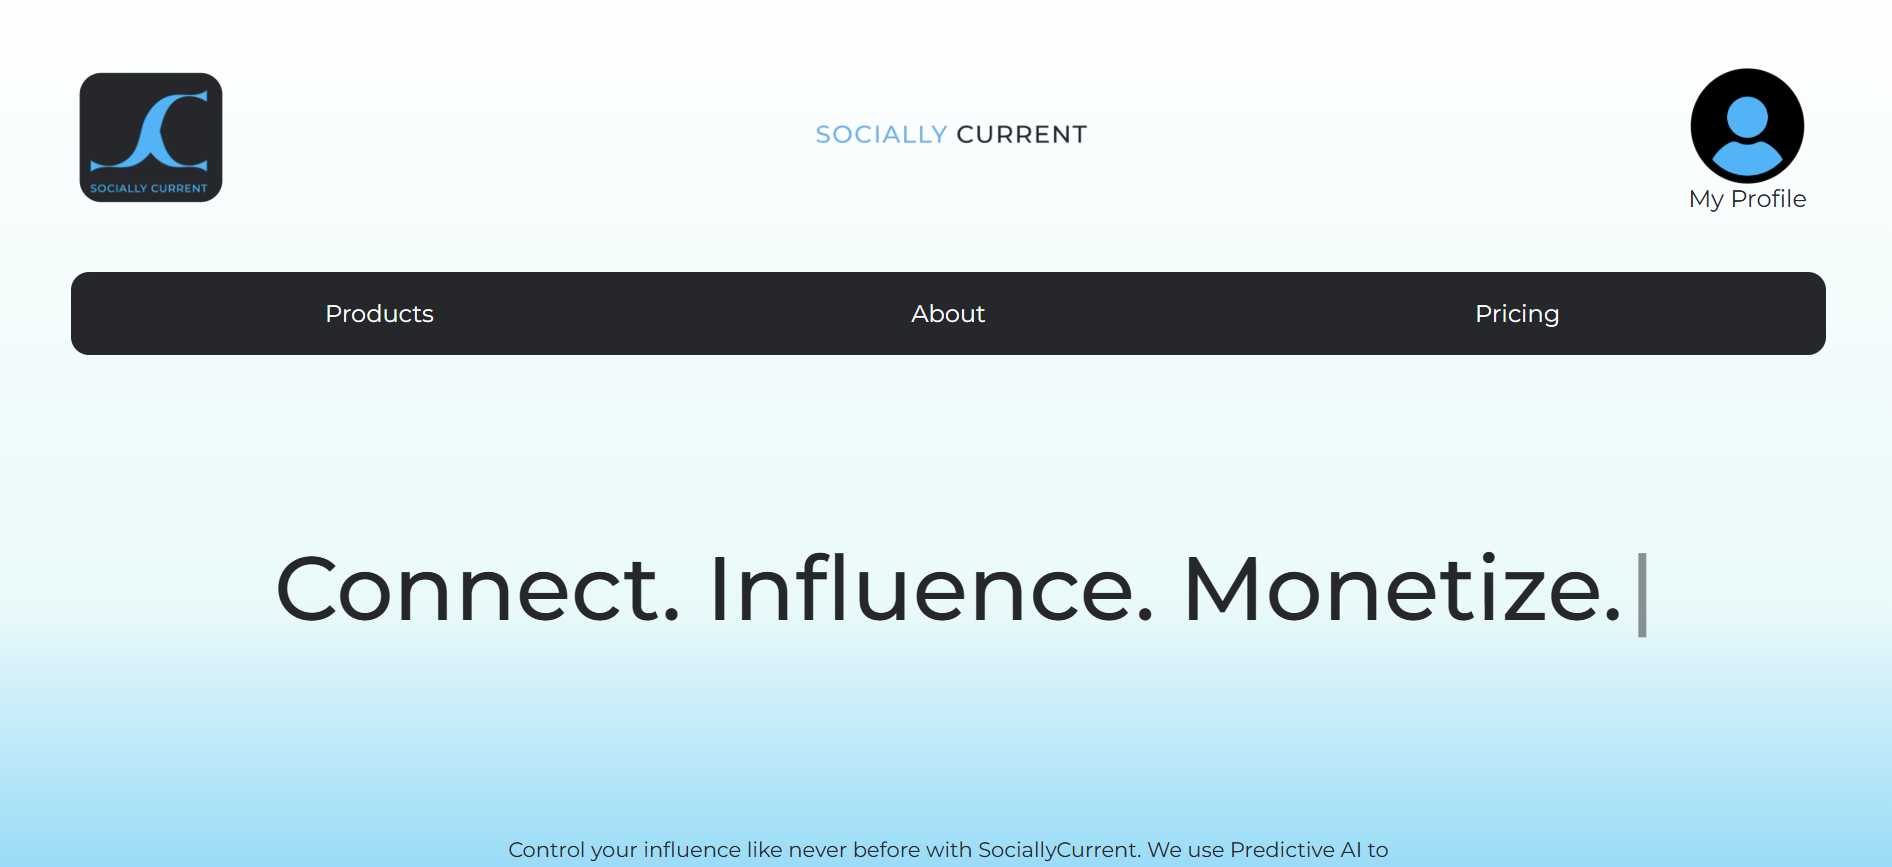 SOCIALLY CURRENT
SOCIALLY CURRENT
My Profile
Products
About
Pricing
Connect. Influence. Monetize.
Control your influence like never before with SociallyCurrent. We use Predictive AI to